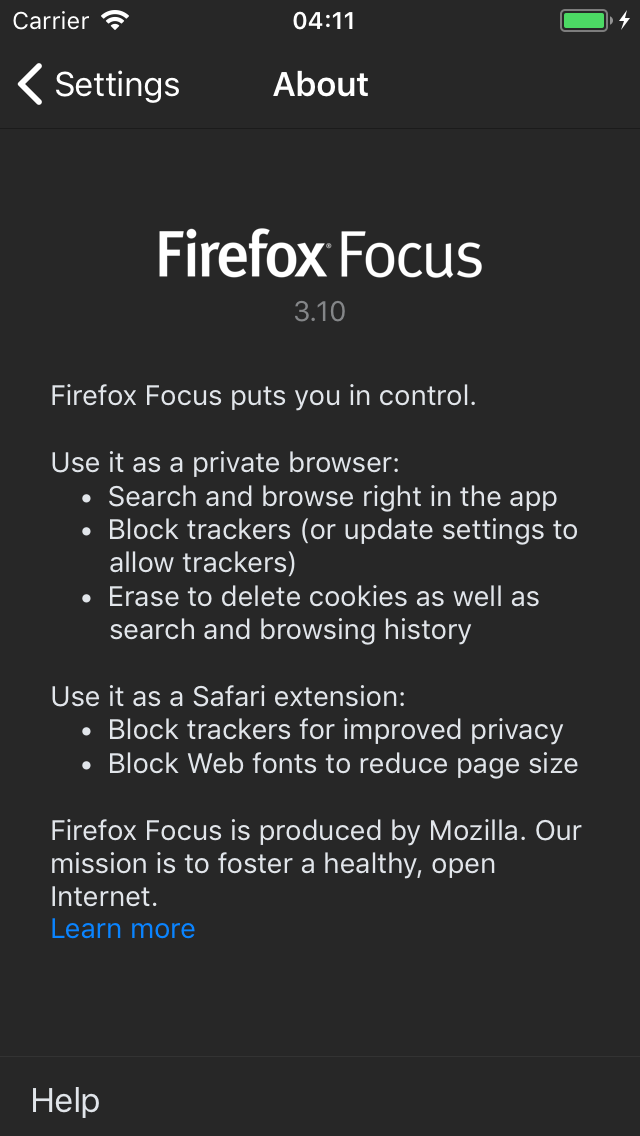 Carrier 04:11
Settings About
Firefox Focus
3.10
Firefox Focus puts you in control.
Use it as a private browser:
• Search and browse right in the app
• Block trackers (or update settings to
allow trackers)
• Erase to delete cookies as well as
search and browsing history
Use it as a Safari extension:
• Block trackers for improved privacy
• Block Web fonts to reduce page size
Firefox Focus is produced by Mozilla. Our
mission is to foster a healthy, open
Internet.
Learn more
Help